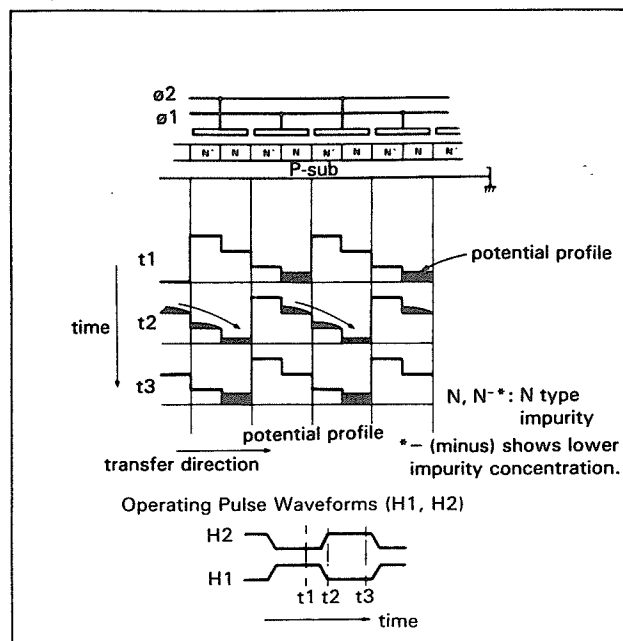 ø2
ø1
N- N N- N N- N N- N N-
P-sub
t1
potential profile
time
t2
t3
N, N-*: N type
impurity
potential profile
*- (minus) shows lower
impurity concentration.
transfer direction
Operating Pulse Waveforms (H1, H2)
H2
H1
t1 t2 t3
time